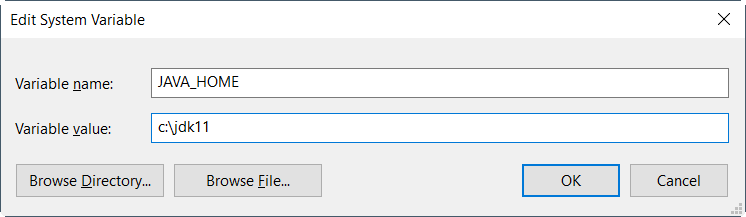 Edit System Variable
Variable name: JAVA_HOME
Variable value: c:\jdk11
Browse Directory... Browse File... OK Cancel